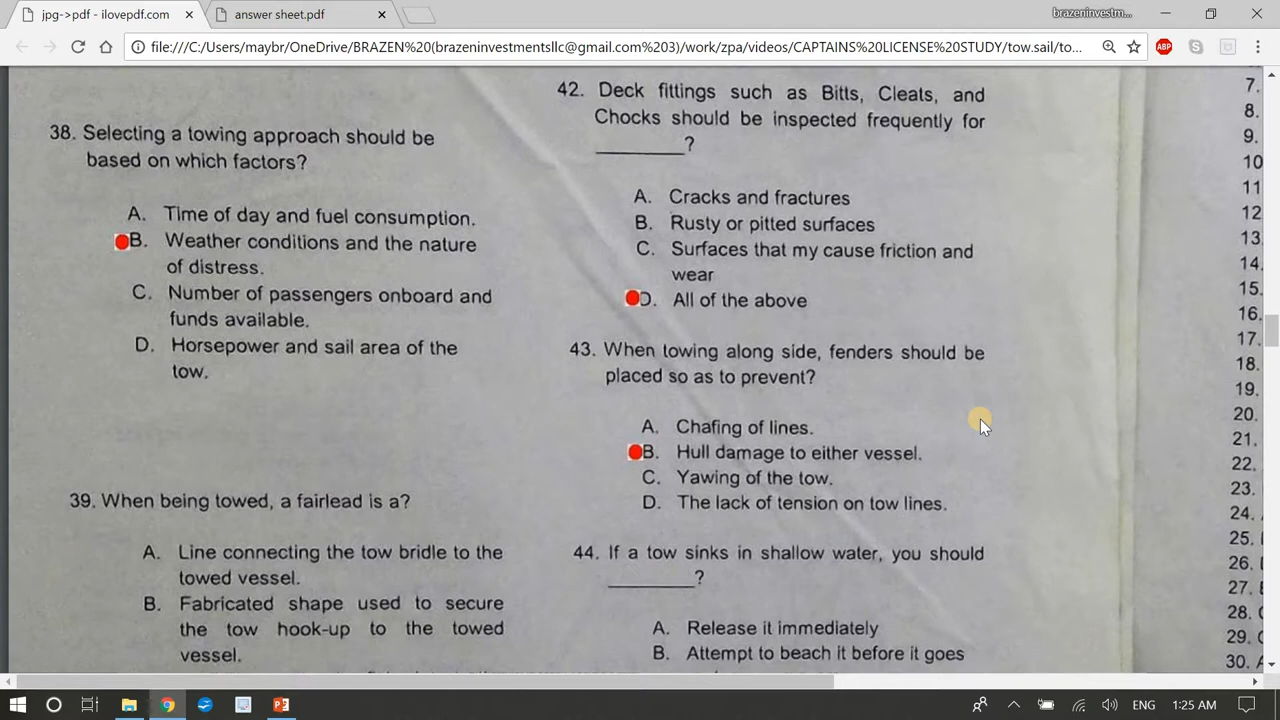 jpg->pdf - ilovepdf.com
answer sheet.pdf
brazeninvestm...
file:///C:/Users/maybr/OneDrive/BRAZEN%20(brazeninvestmentsllc@gmail.com%203)/work/zpa/videos/CAPTAINS%20LICENSE%20STUDY/tow.sail/to...
ABP
38. Selecting a towing approach should be
based on which factors?
A. Time of day and fuel consumption.
B. Weather conditions and the nature
of distress.
C. Number of passengers onboard and
funds available.
D. Horsepower and sail area of the
tow.
39. When being towed, a fairlead is a?
A. Line connecting the tow bridle to the
towed vessel.
B. Fabricated shape used to secure
the tow hook-up to the towed
vessel.
42. Deck fittings such as Bitts, Cleats, and
Chocks should be inspected frequently for
________?
A. Cracks and fractures
B. Rusty or pitted surfaces
C. Surfaces that my cause friction and
wear
D. All of the above
43. When towing along side, fenders should be
placed so as to prevent?
A. Chafing of lines.
B. Hull damage to either vessel.
C. Yawing of the tow.
D. The lack of tension on tow lines.
44. If a tow sinks in shallow water, you should
________?
A. Release it immediately
B. Attempt to beach it before it goes
7.
8.
9.
10
11
12
13.
14.
15.
16.
17.
18.
19.
20.
21.
22.
23.
24.
25.
26.
27.
28.
29.
30.
ENG
1:25 AM